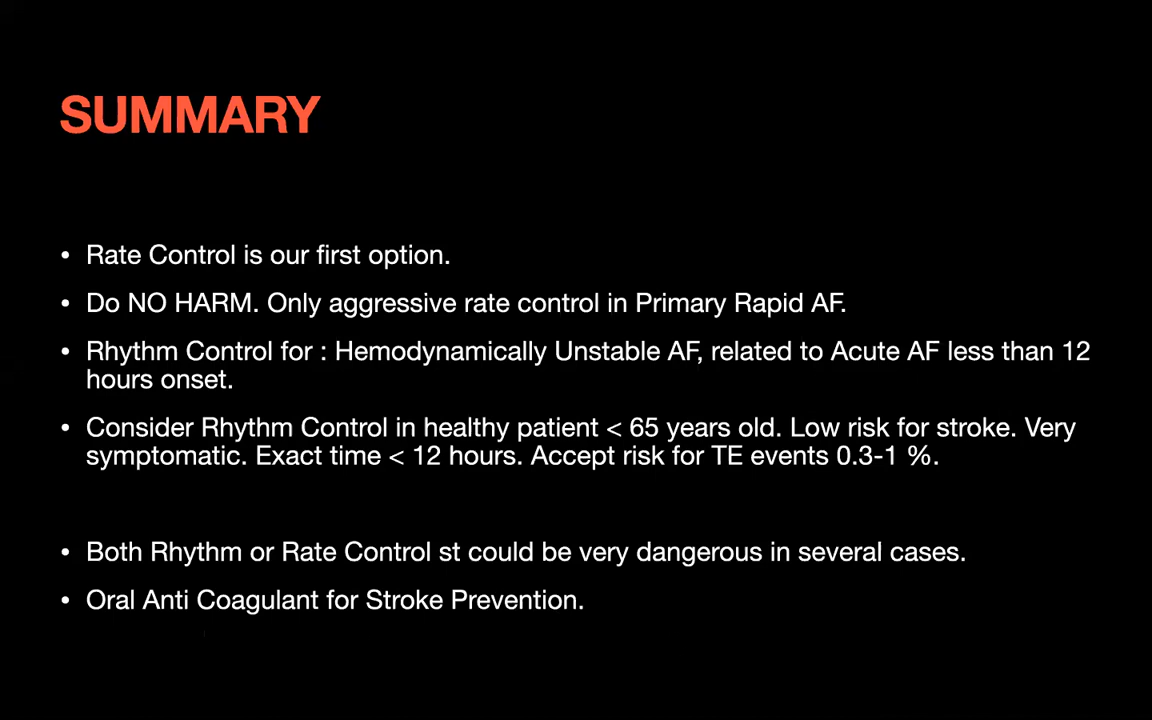 SUMMARY
• Rate Control is our first option.
• Do NO HARM. Only aggressive rate control in Primary Rapid AF.
• Rhythm Control for : Hemodynamically Unstable AF, related to Acute AF less than 12
hours onset.
• Consider Rhythm Control in healthy patient < 65 years old. Low risk for stroke. Very
symptomatic. Exact time < 12 hours. Accept risk for TE events 0.3-1 %.
• Both Rhythm or Rate Control st could be very dangerous in several cases.
• Oral Anti Coagulant for Stroke Prevention.